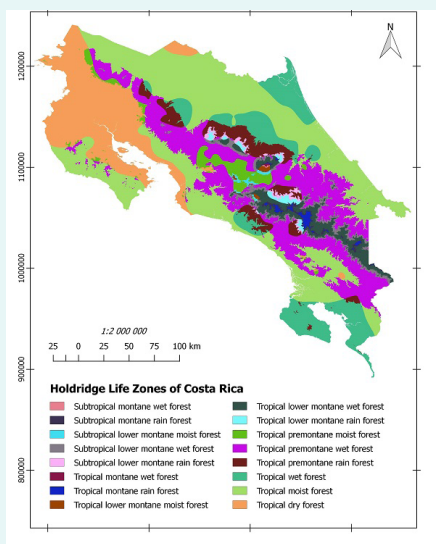 N
1200000
1100000
1000000
900000
800000
1:2 000 000
25 0 25 50 75 100 km
Holdridge Life Zones of Costa Rica
Subtropical montane wet forest
Subtropical montane rain forest
Subtropical lower montane moist forest
Subtropical lower montane wet forest
Subtropical lower montane rain forest
Tropical montane wet forest
Tropical montane rain forest
Tropical lower montane moist forest
Tropical lower montane wet forest
Tropical lower montane rain forest
Tropical premontane moist forest
Tropical premontane wet forest
Tropical premontane rain forest
Tropical wet forest
Tropical moist forest
Tropical dry forest